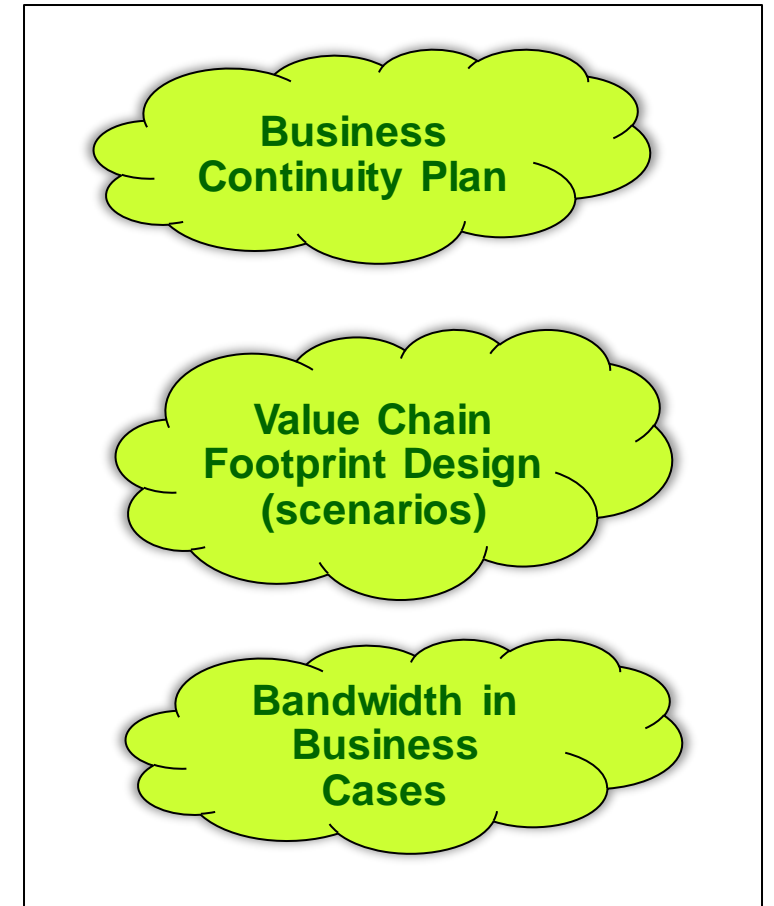 Business
Continuity Plan
Value Chain
Footprint Design
(scenarios)
Bandwidth in
Business
Cases